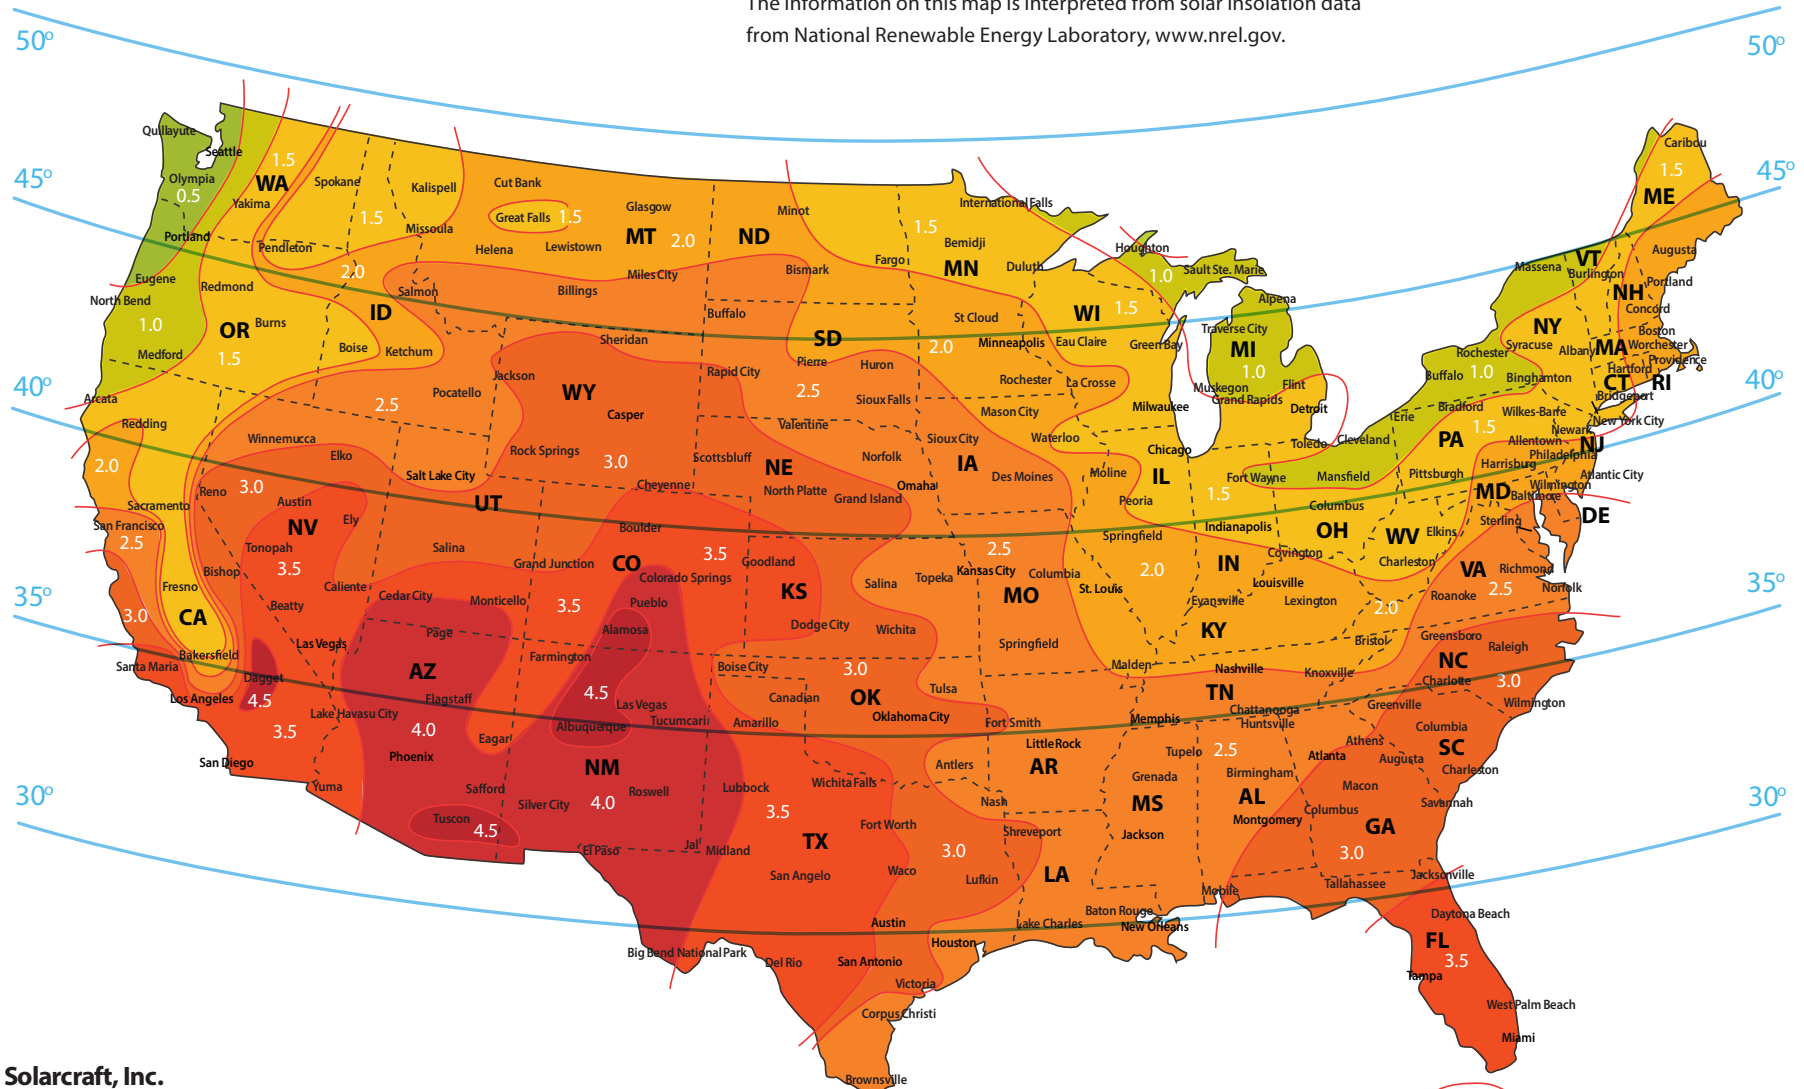 The information on this map is interpreted from solar insolation data
from National Renewable Energy Laboratory, www.nrel.gov.
50º
50º
45º
45º
40º
40º
35º
35º
30º
30º
Quillayute
Seattle
Olympia
0.5
1.5
WA
Yakima
Spokane
1.5
Portland
Pendleton
Kalispell
Missoula
Cut Bank
Great Falls
1.5
Helena
Lewistown
Glasgow
MT
2.0
Miles City
Billings
ND
Minot
Bismark
Fargo
1.5
International Falls
Bemidji
MN
Duluth
Houghton
1.0
Sault Ste. Marie
Caribou
1.5
ME
Augusta
Portland
VT
Burlington
Massena
NH
Concord
Boston
MA
Worchester
Providence
Hartford
CT
RI
Bridgeport
New York City
NY
Syracuse
Albany
Rochester
1.0
Buffalo
Binghamton
Eugene
North Bend
1.0
Medford
Redmond
OR
Burns
1.5
2.0
Salmon
ID
Boise
Ketchum
Pocatello
2.5
Buffalo
SD
Pierre
Huron
Rapid City
2.5
Sioux Falls
St Cloud
2.0
Minneapolis
Rochester
Mason City
WI
1.5
Eau Claire
Green Bay
La Crosse
Milwaukee
Alpena
Traverse City
MI
1.0
Muskegon
Flint
Grand Rapids
Detroit
Sheridan
Jackson
WY
Casper
Rock Springs
3.0
Cheyenne
Scottsbluff
Valentine
NE
North Platte
Norfolk
Grand Island
Omaha
Sioux City
IA
Des Moines
Waterloo
Moline
Chicago
IL
Peoria
1.5
Springfield
Fort Wayne
Toledo
Cleveland
Mansfield
Erie
Bradford
PA
1.5
Wilkes-Barre
Newark
NJ
Allentown
Philadelphia
Harrisburg
Pittsburgh
Atlantic City
Wilmington
MD
Baltimore
DE
Sterling
Arcata
Redding
2.0
Sacramento
San Francisco
2.5
Winnemucca
Elko
3.0
Reno
Austin
NV
Ely
Tonopah
3.5
Bishop
Caliente
Beatty
Fresno
3.0
CA
Bakersfield
Santa Maria
Los Angeles
Dagget
4.5
3.5
San Diego
Las Vegas
Lake Havasu City
Yuma
Salt Lake City
UT
Salina
Cedar City
Monticello
Page
AZ
Flagstaff
4.0
Phoenix
Eagar
Safford
Tuscon
4.5
Grand Junction
Boulder
CO
3.5
Colorado Springs
Pueblo
3.5
Alamosa
Farmington
4.5
Las Vegas
Albuquerque
Tucumcari
NM
4.0
Roswell
Silver City
El Paso
Jal
Goodland
KS
Salina
Topeka
Dodge City
Wichita
2.5
Kansas City
Columbia
MO
Springfield
St. Louis
2.0
Indianapolis
IN
Columbus
OH
Covington
WV
Elkins
Charleston
Louisville
Evansville
Lexington
2.0
KY
VA
Richmond
2.5
Roanoke
Norfolk
Bristol
Boise City
3.0
OK
Canadian
Tulsa
Amarillo
Oklahoma City
Fort Smith
Antlers
Little Rock
AR
Nash
Malden
Nashville
Knoxville
TN
Memphis
Chattanooga
Huntsville
Greensboro
Raleigh
NC
Charlotte
3.0
Wilmington
Greenville
Columbia
SC
Charleston
Athens
Augusta
Atlanta
Macon
Savannah
Columbus
GA
3.0
Tupelo
2.5
Grenada
MS
Jackson
Birmingham
AL
Montgomery
Lubbock
Wichita Falls
3.5
Fort Worth
TX
Midland
San Angelo
Waco
3.0
Lufkin
Austin
Houston
Big Bend National Park
Del Rio
San Antonio
Victoria
Corpus Christi
Brownsville
Shreveport
LA
Baton Rouge
Lake Charles
New Orleans
Mobile
Tallahassee
Jacksonville
Daytona Beach
FL
3.5
Tampa
West Palm Beach
Miami
Solarcraft, Inc.